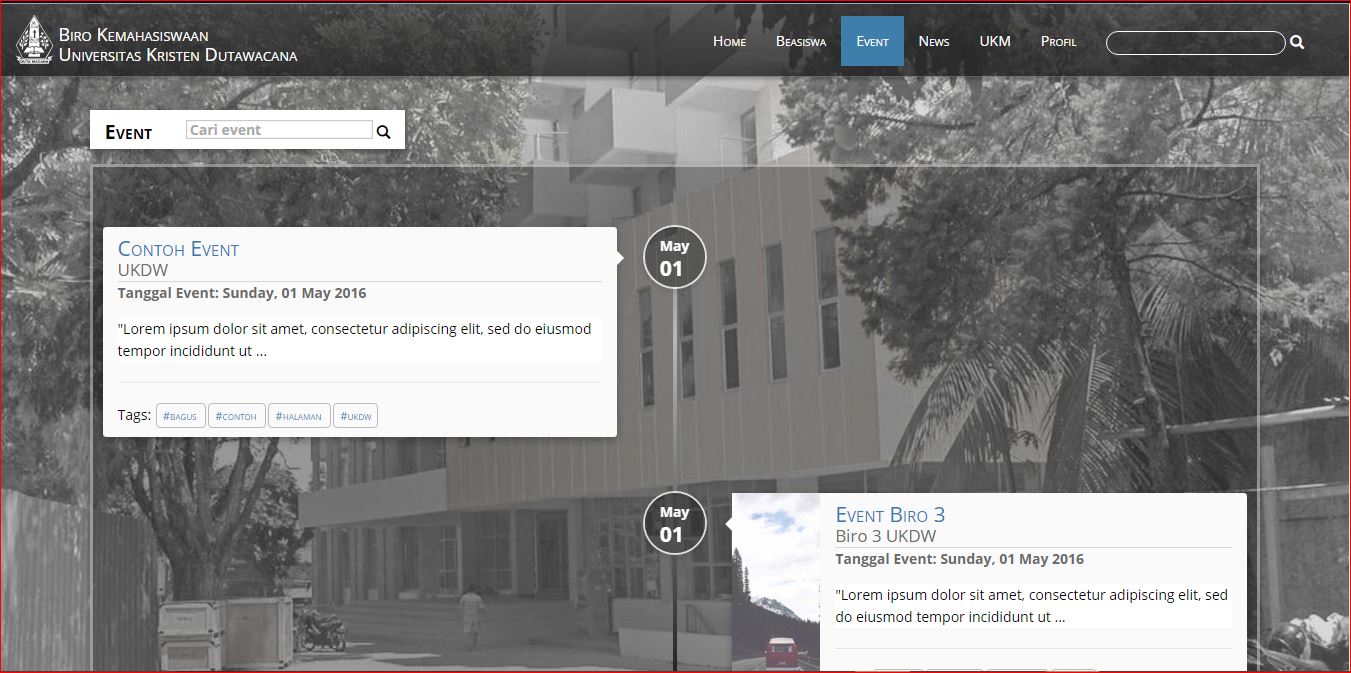 Biro Kemahasiswaan
Universitas Kristen Dutawacana
Home Beasiswa Event News UKM Profil
Event Cari event
Contoh Event
UKDW
Tanggal Event: Sunday, 01 May 2016
"Lorem ipsum dolor sit amet, consectetur adipiscing elit, sed do eiusmod
tempor incididunt ut ...
Tags: #bagus #contoh #halaman #ukdw
May
01
May
01
Event Biro 3
Biro 3 UKDW
Tanggal Event: Sunday, 01 May 2016
"Lorem ipsum dolor sit amet, consectetur adipiscing elit, sed
do eiusmod tempor incididunt ut ...